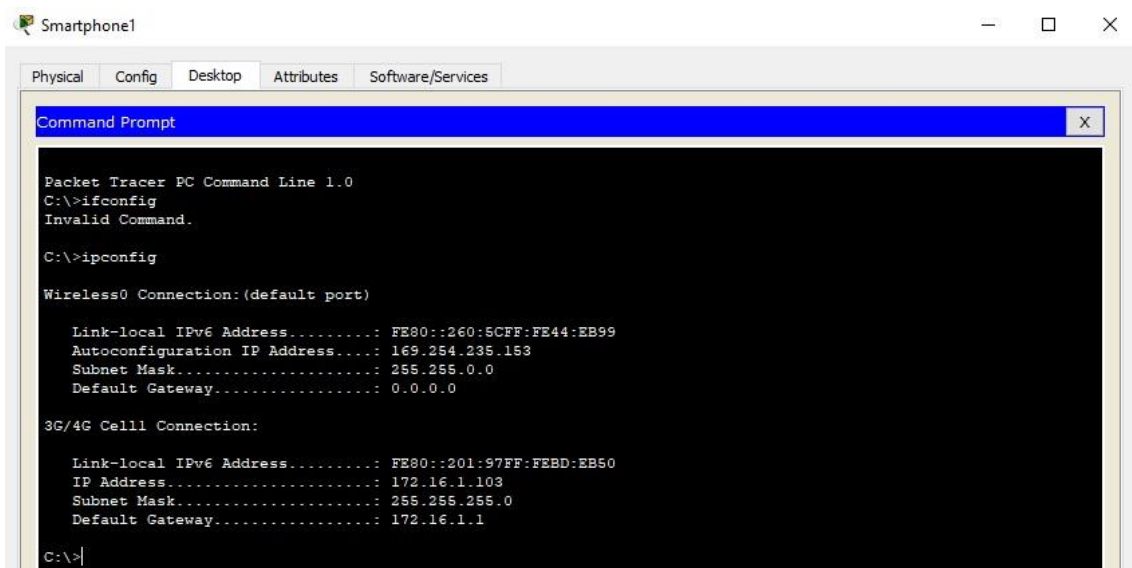 Smartphone1
Physical Config Desktop Attributes Software/Services
Command Prompt X
Packet Tracer PC Command Line 1.0
C:\>ifconfig
Invalid Command.
C:\>ipconfig
Wireless0 Connection:(default port)
Link-local IPv6 Address.........: FE80::260:5CFF:FE44:EB99
Autoconfiguration IP Address....: 169.254.235.153
Subnet Mask.....................: 255.255.0.0
Default Gateway.................: 0.0.0.0
3G/4G Cell1 Connection:
Link-local IPv6 Address.........: FE80::201:97FF:FEBD:EB50
IP Address......................: 172.16.1.103
Subnet Mask.....................: 255.255.255.0
Default Gateway.................: 172.16.1.1
C:\>